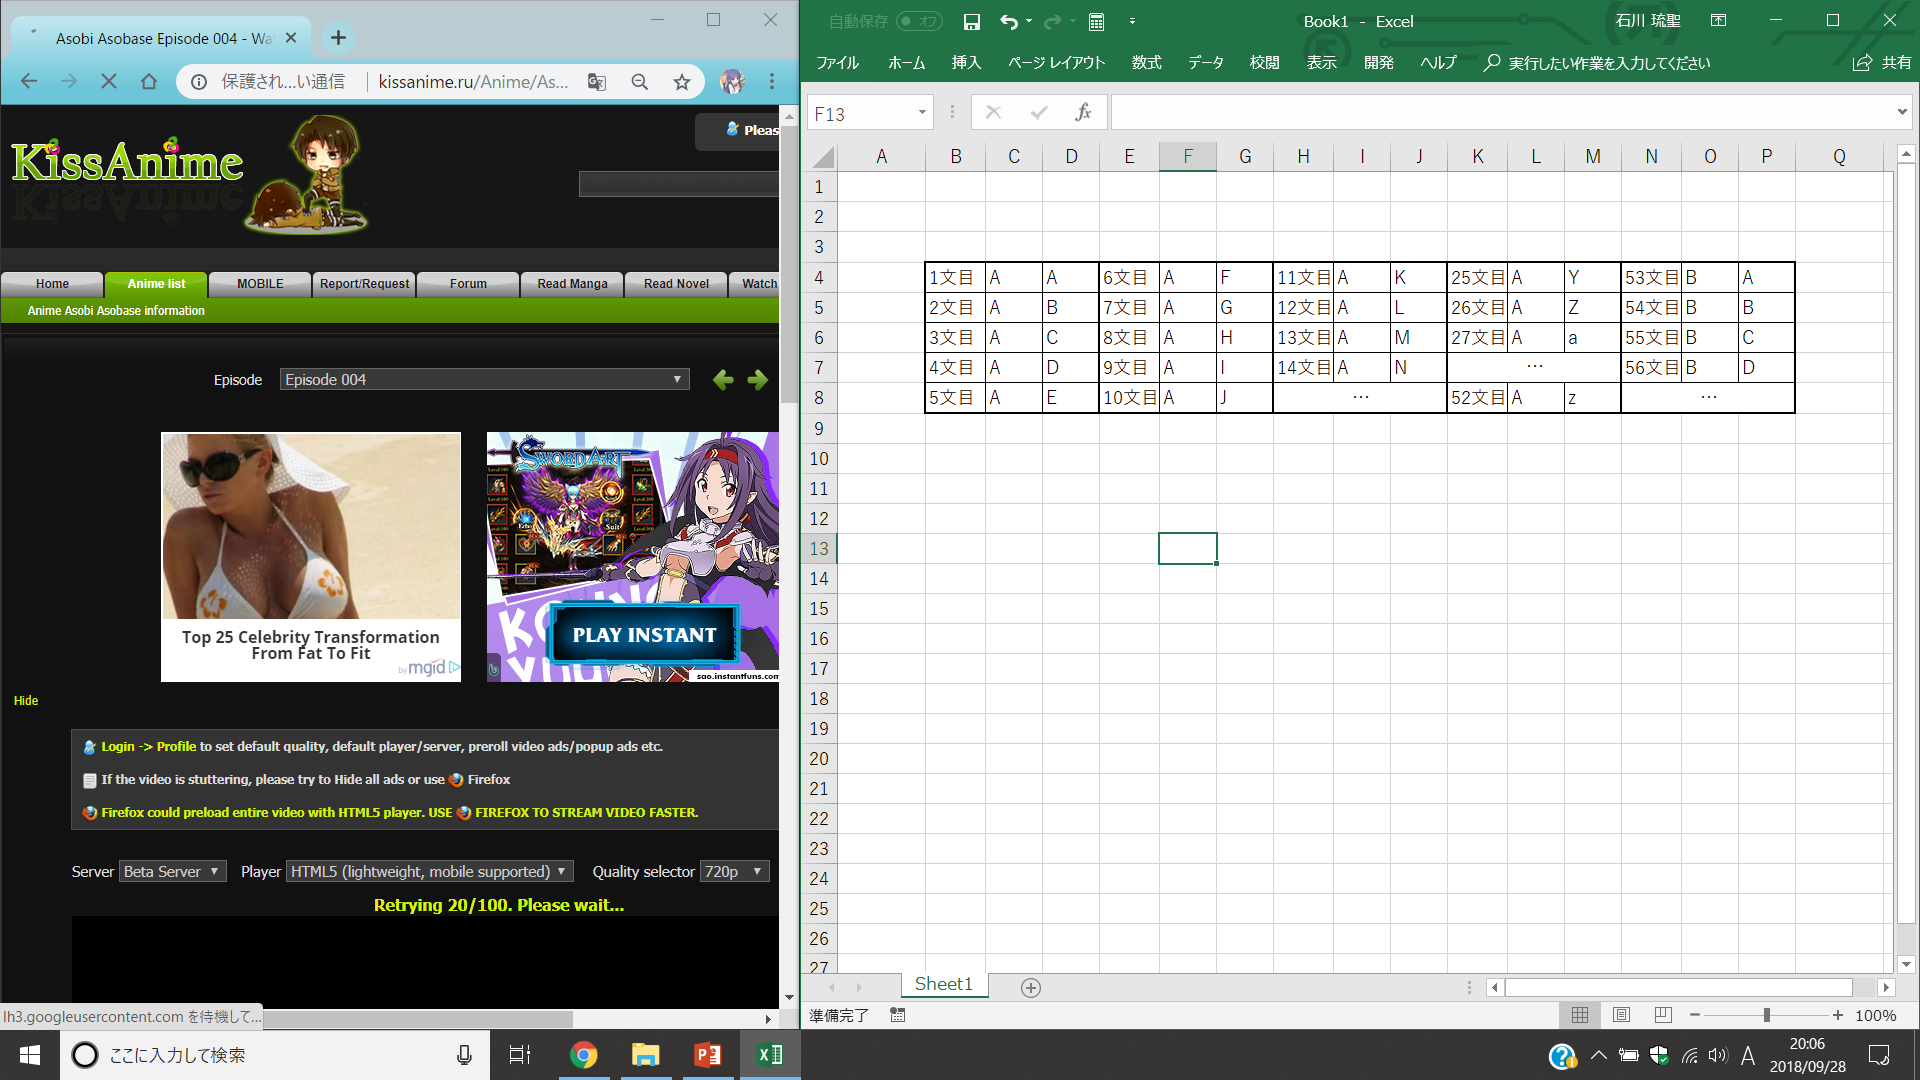 Asobi Asobase Episode 004 - Wa
保護され...い通信
kissanime.ru/Anime/As...
KissAnime
Pleas
Home
Anime list
MOBILE
Report/Request
Forum
Read Manga
Read Novel
Watch
Anime Asobi Asobase information
Episode
Episode 004
Top 25 Celebrity Transformation
From Fat To Fit
by mgid
SWORD ART
PLAY INSTANT
sao.instantfuns.com
Hide
Login -> Profile to set default quality, default player/server, preroll video ads/popup ads etc.
If the video is stuttering, please try to Hide all ads or use Firefox
Firefox could preload entire video with HTML5 player. USE FIREFOX TO STREAM VIDEO FASTER.
Server Beta Server Player HTML5 (lightweight, mobile supported) Quality selector 720p
Retrying 20/100. Please wait...
lh3.googleusercontent.com を待機して...
自動保存 オフ
Book1 - Excel
石川 琉聖
ファイル ホーム 挿入 ページ レイアウト 数式 データ 校閲 表示 開発 ヘルプ 実行したい作業を入力してください 共有
F13
fx
A B C D E F G H I J K L M N O P Q
1
2
3
4 1文目 A A 6文目 A F 11文目 A K 25文目 A Y 53文目 B A
5 2文目 A B 7文目 A G 12文目 A L 26文目 A Z 54文目 B B
6 3文目 A C 8文目 A H 13文目 A M 27文目 A a 55文目 B C
7 4文目 A D 9文目 A I 14文目 A N … 56文目 B D
8 5文目 A E 10文目 A J … 52文目 A z …
9
10
11
12
13
14
15
16
17
18
19
20
21
22
23
24
25
26
27
Sheet1
準備完了
100%
ここに入力して検索
A
20:06
2018/09/28